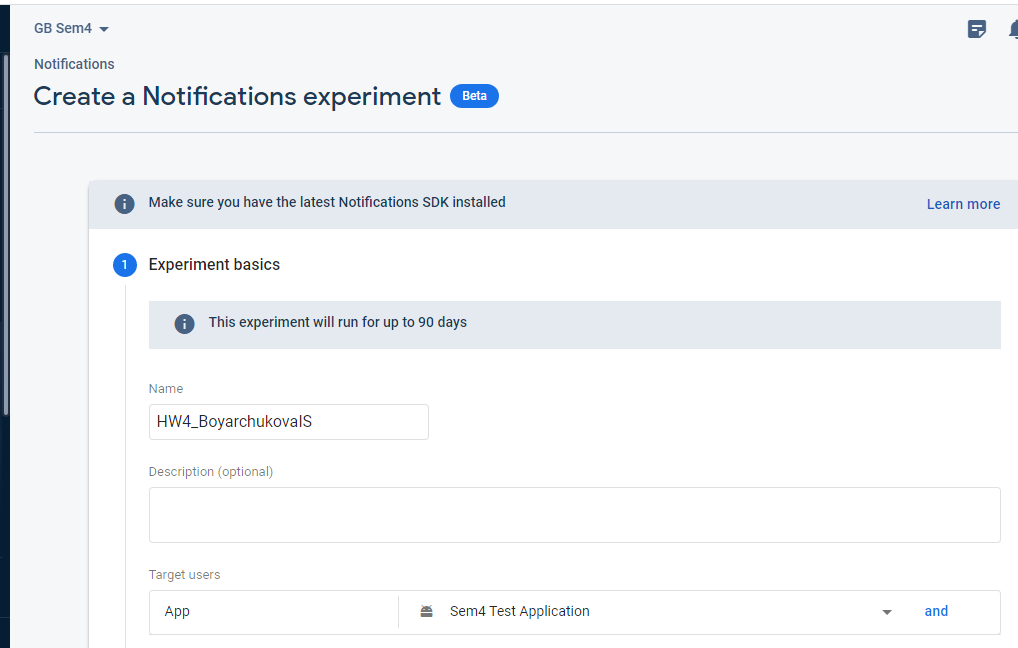 GB Sem4
Notifications
Create a Notifications experiment Beta
Make sure you have the latest Notifications SDK installed Learn more
1 Experiment basics
This experiment will run for up to 90 days
Name
HW4_BoyarchukovaIS
Description (optional)
Target users
App Sem4 Test Application and